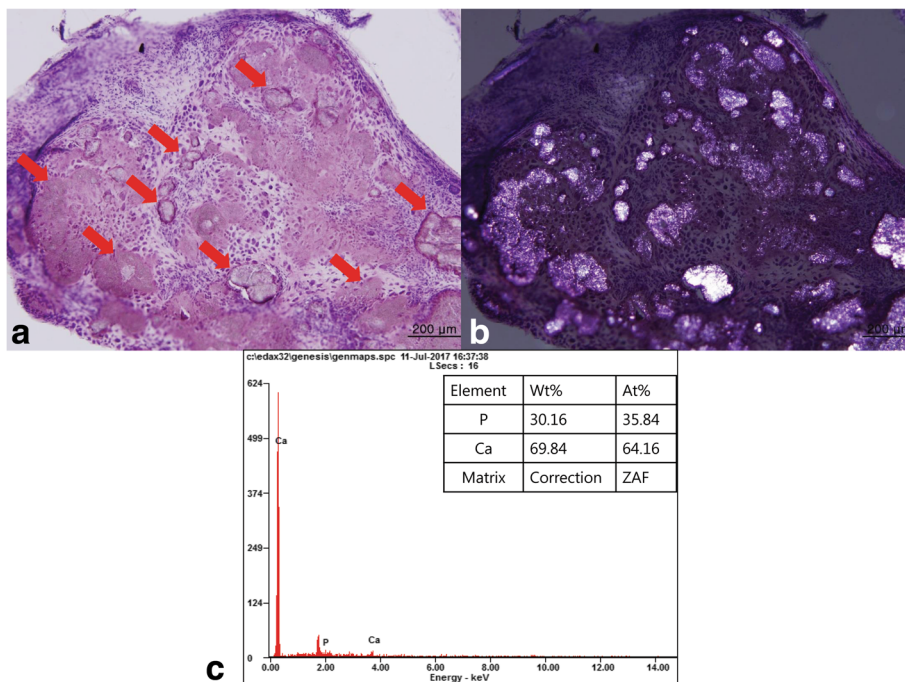 a
200 µm
b
200 µm
c:\edax32\genesis\genmaps.spc 11-Jul-2017 16:37:38
LSecs : 16
624
499
374
249
124
0
Ca
P
Ca
0.00 2.00 4.00 6.00 8.00 10.00 12.00 14.00
Energy - keV
Element Wt% At%
P 30.16 35.84
Ca 69.84 64.16
Matrix Correction ZAF
c